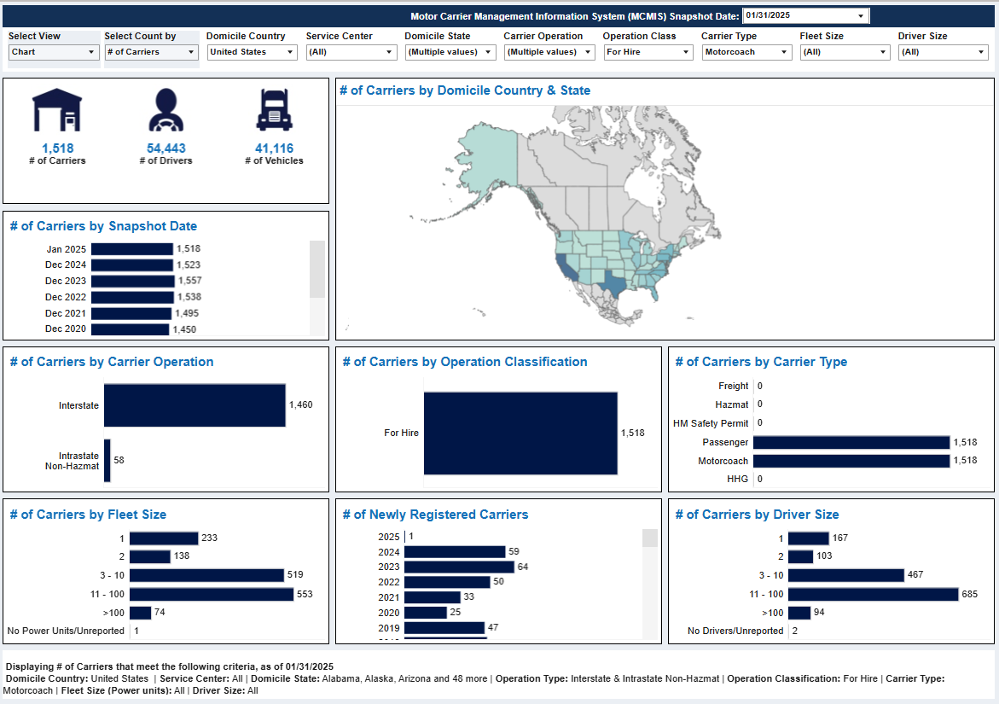 Motor Carrier Management Information System (MCMIS) Snapshot Date: 01/31/2025
Select View Select Count by Domicile Country Service Center Domicile State Carrier Operation Operation Class Carrier Type Fleet Size Driver Size
Chart # of Carriers United States (All) (Multiple values) (Multiple values) For Hire Motorcoach (All) (All)
1,518 54,443 41,116
# of Carriers # of Drivers # of Vehicles
# of Carriers by Domicile Country & State
# of Carriers by Snapshot Date
Jan 2025 1,518
Dec 2024 1,523
Dec 2023 1,557
Dec 2022 1,538
Dec 2021 1,495
Dec 2020 1,450
# of Carriers by Carrier Operation
Interstate 1,460
Intrastate
Non-Hazmat 58
# of Carriers by Operation Classification
For Hire 1,518
# of Carriers by Carrier Type
Freight 0
Hazmat 0
HM Safety Permit 0
Passenger 1,518
Motorcoach 1,518
HHG 0
# of Carriers by Fleet Size
1 233
2 138
3 - 10 519
11 - 100 553
>100 74
No Power Units/Unreported 1
# of Newly Registered Carriers
2025 1
2024 59
2023 64
2022 50
2021 33
2020 25
2019 47
# of Carriers by Driver Size
1 167
2 103
3 - 10 467
11 - 100 685
>100 94
No Drivers/Unreported 2
Displaying # of Carriers that meet the following criteria, as of 01/31/2025
Domicile Country: United States | Service Center: All | Domicile State: Alabama, Alaska, Arizona and 48 more | Operation Type: Interstate & Intrastate Non-Hazmat | Operation Classification: For Hire | Carrier Type:
Motorcoach | Fleet Size (Power units): All | Driver Size: All